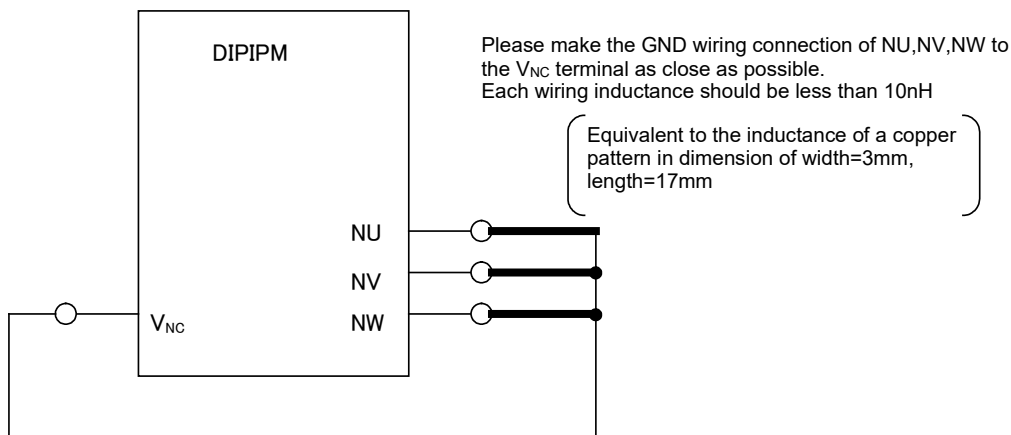 DIPIPM
Please make the GND wiring connection of NU,NV,NW to
the VNC terminal as close as possible.
Each wiring inductance should be less than 10nH
Equivalent to the inductance of a copper
pattern in dimension of width=3mm,
length=17mm
NU
NV
VNC
NW